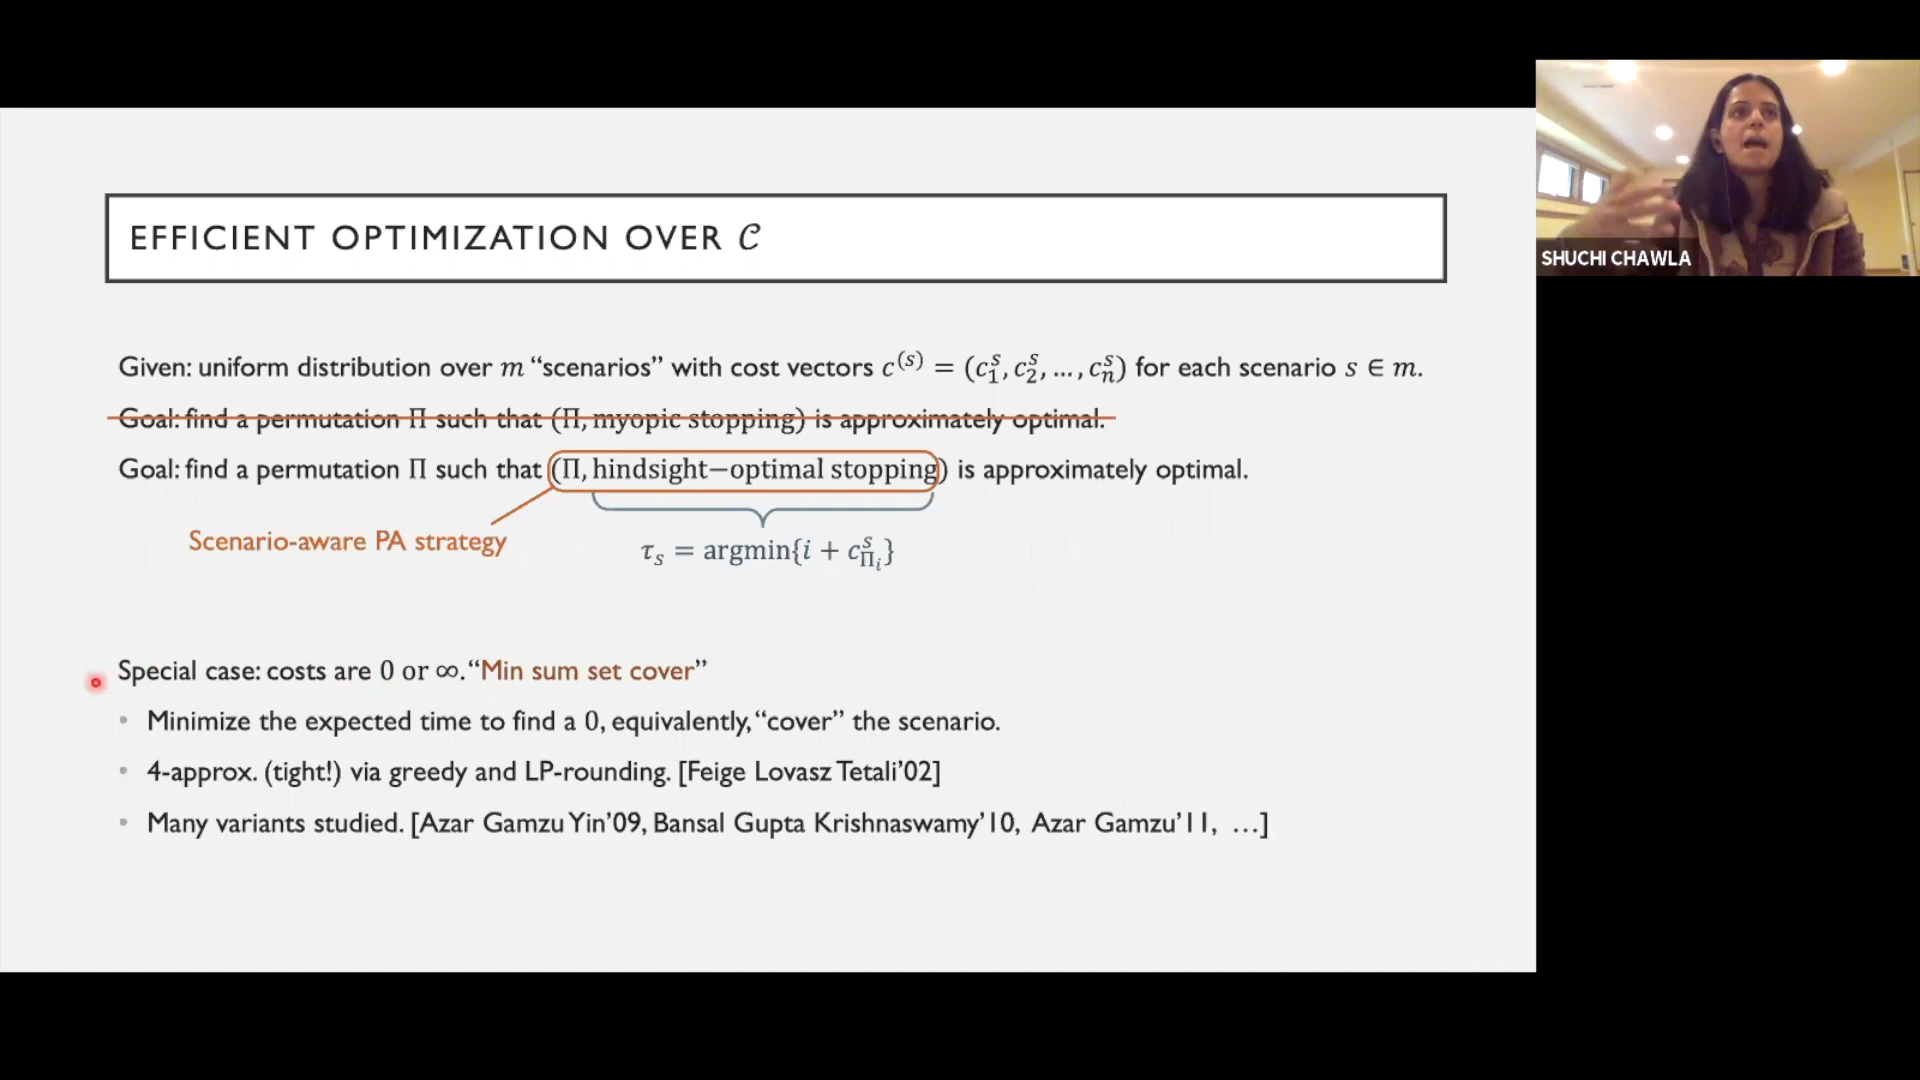 EFFICIENT OPTIMIZATION OVER 𝒞
SHUCHI CHAWLA
Given: uniform distribution over m “scenarios” with cost vectors c^(s) = (c_1^s, c_2^s, …, c_n^s) for each scenario s ∈ m.
Goal: find a permutation Π such that (Π, myopic stopping) is approximately optimal.
Goal: find a permutation Π such that (Π, hindsight−optimal stopping) is approximately optimal.
Scenario-aware PA strategy
τ_s = argmin{i + c_{Π_i}^s}
Special case: costs are 0 or ∞. “Min sum set cover”
• Minimize the expected time to find a 0, equivalently, “cover” the scenario.
• 4-approx. (tight!) via greedy and LP-rounding. [Feige Lovasz Tetali’02]
• Many variants studied. [Azar Gamzu Yin’09, Bansal Gupta Krishnaswamy’10, Azar Gamzu’11, …]